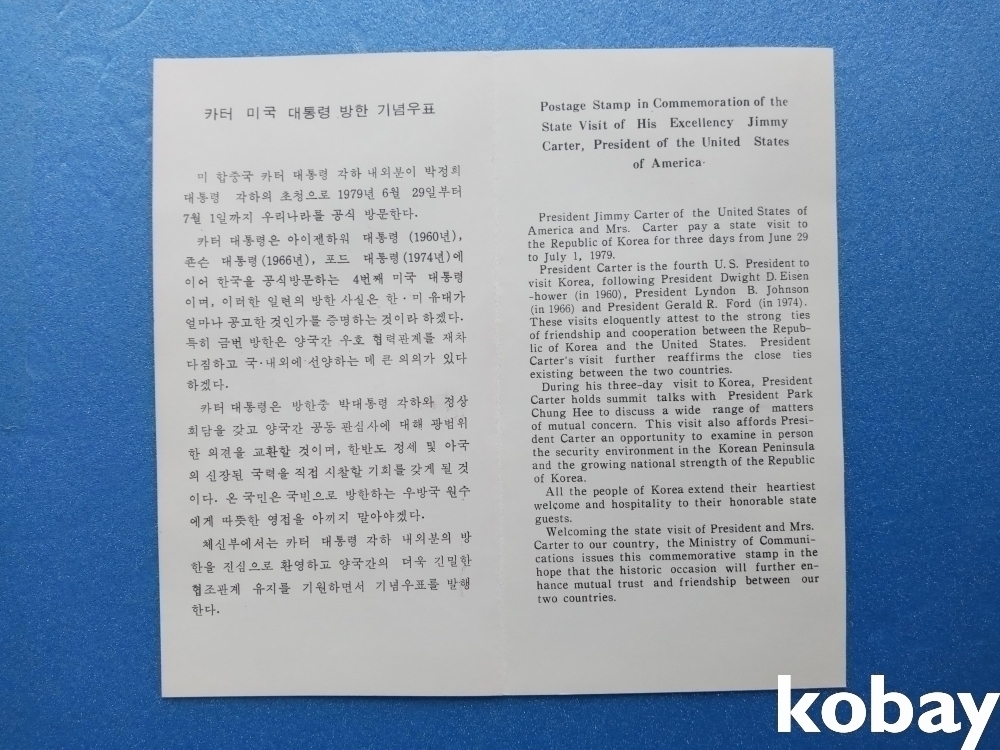 카터 미국 대통령 방한 기념우표
미 합중국 카터 대통령 각하 내외분이 박정희
대통령 각하의 초청으로 1979년 6월 29일부터
7월 1일까지 우리나라를 공식 방문한다.
카터 대통령은 아이젠하워 대통령 (1960년),
존슨 대통령 (1966년), 포드 대통령 (1974년)에
이어 한국을 공식방문하는 4번째 미국 대통령
이며, 이러한 일련의 방한 사실은 한·미 유대가
얼마나 공고한 것인가를 증명하는 것이라 하겠다.
특히 금번 방한은 양국간 우호 협력관계를 재차
다짐하고 국·내외에 선양하는 데 큰 의의가 있다
하겠다.
카터 대통령은 방한중 박대통령 각하와 정상
회담을 갖고 양국간 공동 관심사에 대해 광범위
한 의견을 교환할 것이며, 한반도 정세 및 아국
의 신장된 국력을 직접 시찰할 기회를 갖게 될 것
이다. 온 국민은 국빈으로 방한하는 우방국 원수
에게 따뜻한 영접을 아끼지 말아야겠다.
체신부에서는 카터 대통령 각하 내외분의 방
한을 진심으로 환영하고 양국간의 더욱 긴밀한
협조관계 유지를 기원하면서 기념우표를 발행
한다.
Postage Stamp in Commemoration of the
State Visit of His Excellency Jimmy
Carter, President of the United States
of America·
President Jimmy Carter of the United States of
America and Mrs. Carter pay a state visit to
the Republic of Korea for three days from June 29
to July 1, 1979.
President Carter is the fourth U.S. President to
visit Korea, following President Dwight D. Eisen
-hower (in 1960), President Lyndon B. Johnson
(in 1966) and President Gerald R. Ford (in 1974).
These visits eloquently attest to the strong ties
of friendship and cooperation between the Repub-
lic of Korea and the United States. President
Carter's visit further reaffirms the close ties
existing between the two countries.
During his three-day visit to Korea, President
Carter holds summit talks with President Park
Chung Hee to discuss a wide range of matters
of mutual concern. This visit also affords Presi-
dent Carter an opportunity to examine in person
the security environment in the Korean Peninsula
and the growing national strength of the Republic
of Korea.
All the people of Korea extend their heartiest
welcome and hospitality to their honorable state
guests.
Welcoming the state visit of President and Mrs.
Carter to our country, the Ministry of Communi-
cations issues this commemorative stamp in the
hope that the historic occasion will further en-
hance mutual trust and friendship between our
two countries.
kobay